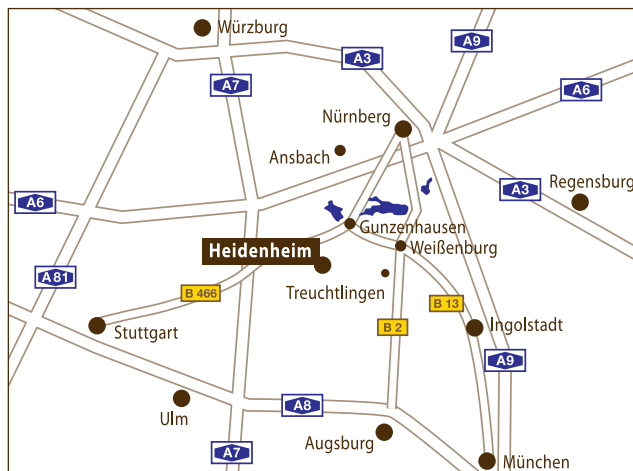 Würzburg
A9
A3
A7
A6
Nürnberg
Ansbach
A3
Regensburg
A6
Gunzenhausen
Heidenheim
Weißenburg
A81
Treuchtlingen
B 466
B 13
Stuttgart
B 2
Ingolstadt
A9
Ulm
A8
Augsburg
A7
München